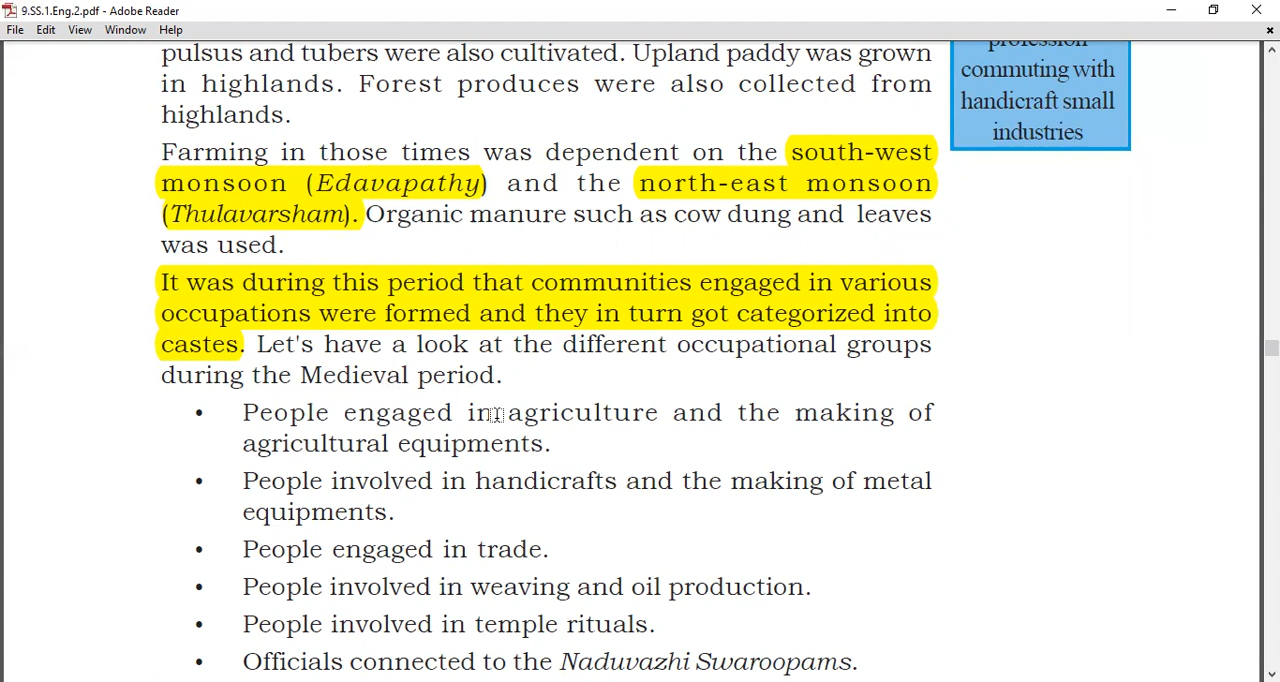 9.SS.1.Eng.2.pdf - Adobe Reader
File Edit View Window Help
pulsus and tubers were also cultivated. Upland paddy was grown
in highlands. Forest produces were also collected from
highlands.
profession
commuting with
handicraft small
industries
Farming in those times was dependent on the south-west
monsoon (Edavapathy) and the north-east monsoon
(Thulavarsham). Organic manure such as cow dung and leaves
was used.
It was during this period that communities engaged in various
occupations were formed and they in turn got categorized into
castes. Let's have a look at the different occupational groups
during the Medieval period.
• People engaged in agriculture and the making of
agricultural equipments.
• People involved in handicrafts and the making of metal
equipments.
• People engaged in trade.
• People involved in weaving and oil production.
• People involved in temple rituals.
• Officials connected to the Naduvazhi Swaroopams.